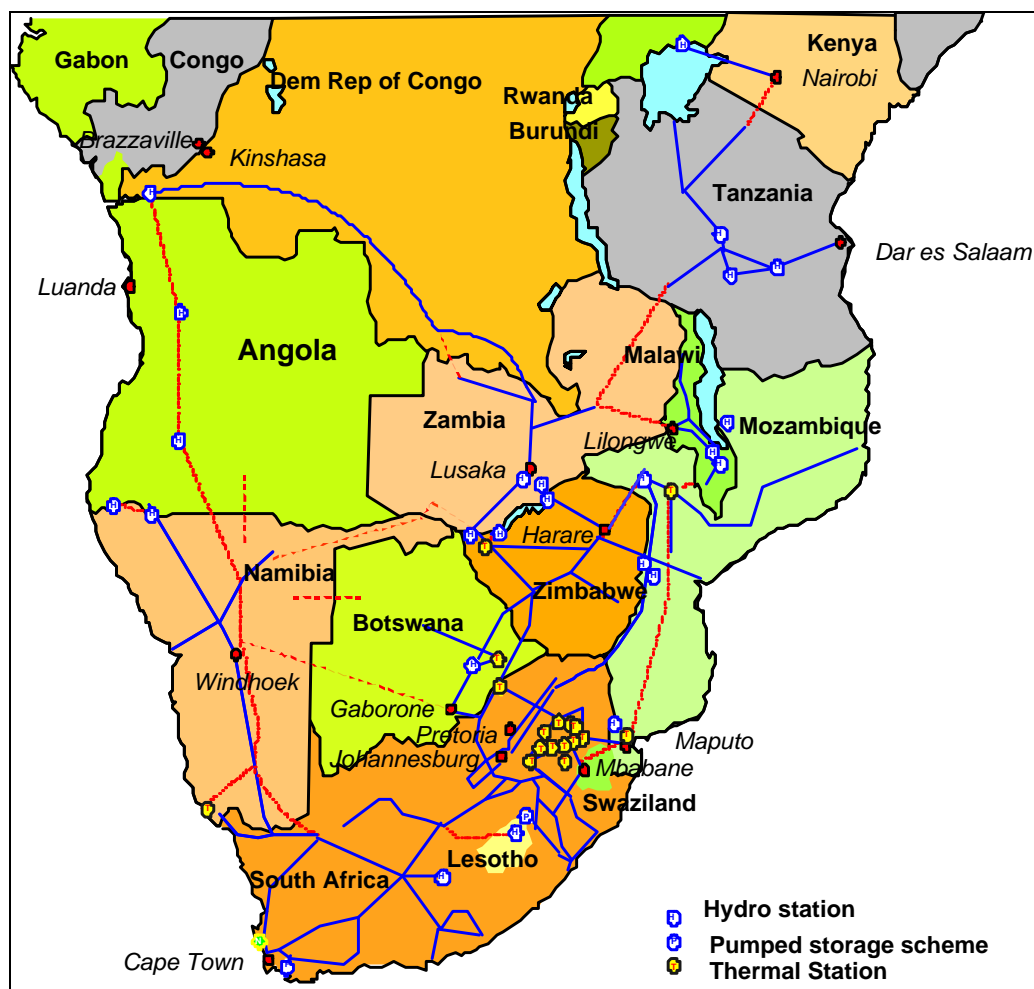 Gabon
Congo
Dem Rep of Congo
Kenya
Nairobi
Rwanda
Burundi
Brazzaville
Kinshasa
Tanzania
Dar es Salaam
Luanda
Angola
Malawi
Zambia
Mozambique
Lilongwe
Lusaka
Harare
Namibia
Zimbabwe
Botswana
Windhoek
Gaborone
Pretoria
Johannesburg
Maputo
Mbabane
Swaziland
Lesotho
South Africa
Cape Town
H Hydro station
P Pumped storage scheme
T Thermal Station